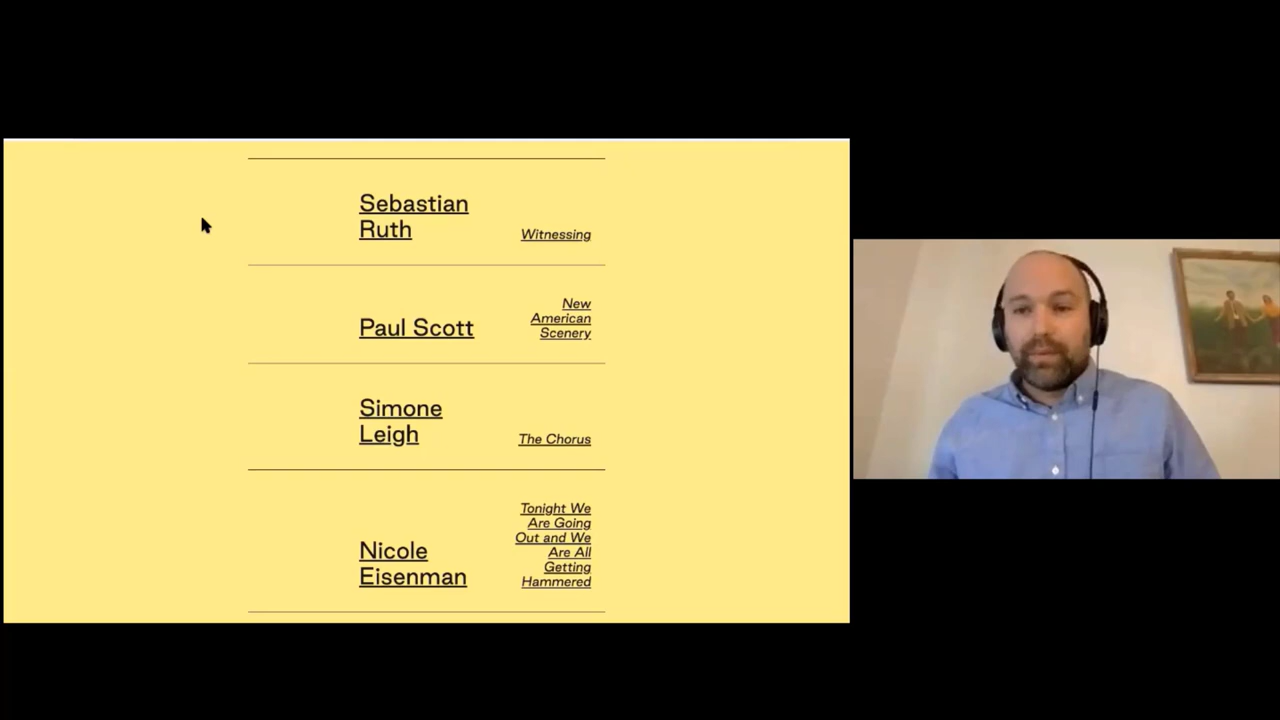 Sebastian
Ruth
Witnessing
Paul Scott
New
American
Scenery
Simone
Leigh
The Chorus
Nicole
Eisenman
Tonight We
Are Going
Out and We
Are All
Getting
Hammered